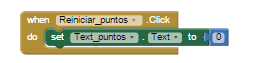 when Reiniciar_puntos .Click
do set Text_puntos . Text to 0